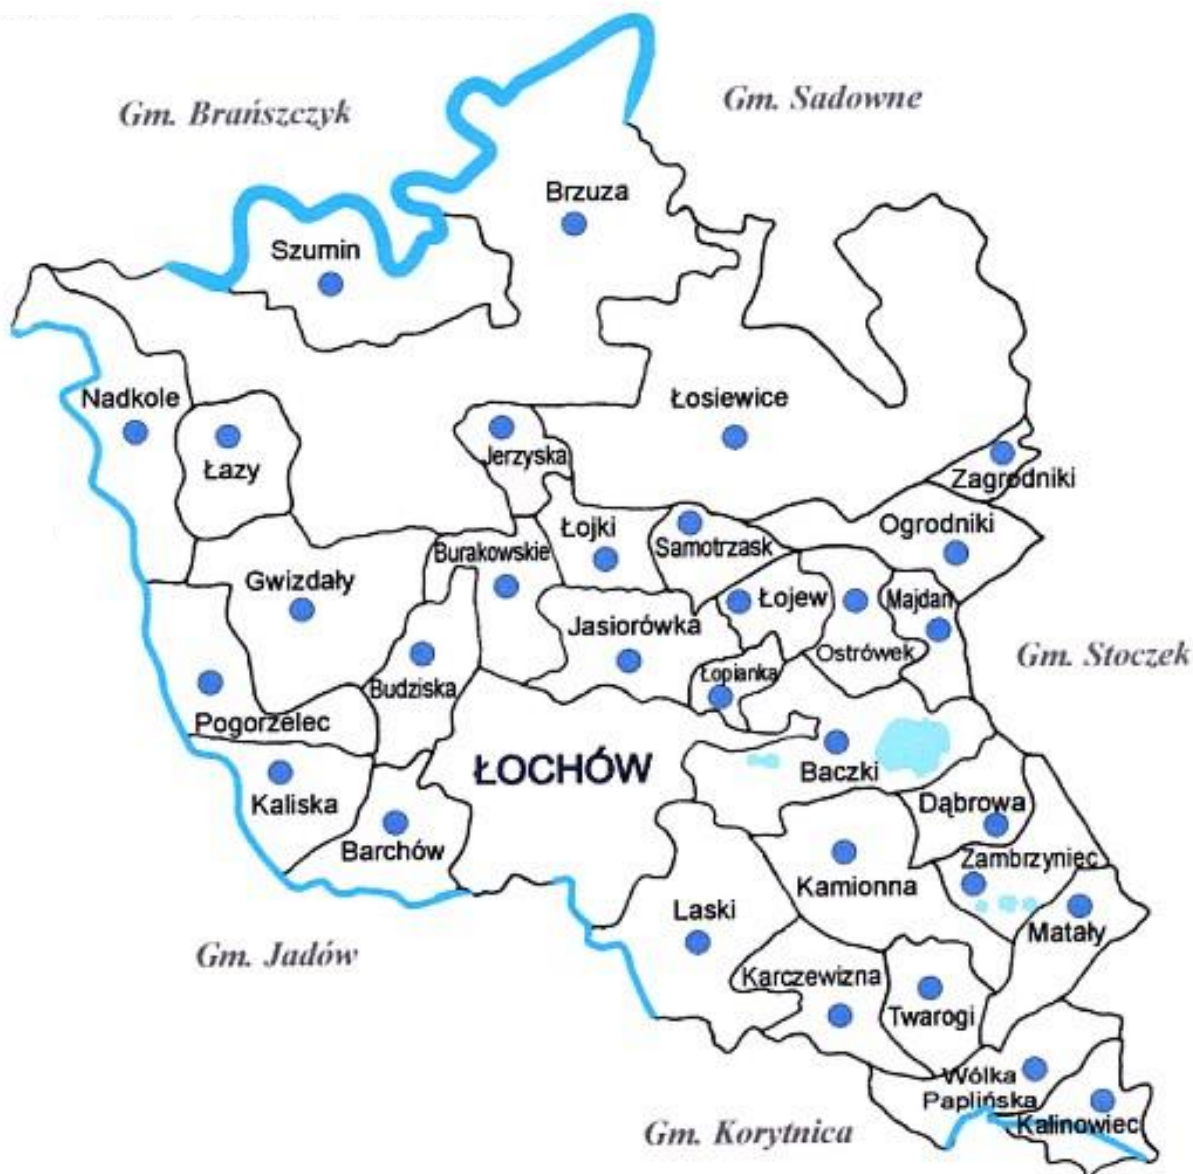 Gm. Brańszczyk
Gm. Sadowne
Brzuza
Szumin
Nadkole
Łosiewice
Łazy
Jerzyska
Zagrodniki
Ogrodniki
Łojki
Samotrzask
Burakowskie
Gwizdały
Łojew
Majdan
Jasiorówka
Ostrówek
Gm. Stoczek
Łopianka
Budziska
Pogorzelec
ŁOCHÓW
Baczki
Kaliska
Dąbrowa
Barchów
Zambrzyniec
Kamionna
Laski
Matały
Gm. Jadów
Karczewizna
Twarogi
Wólka
Paplińska
Kalinowiec
Gm. Korytnica